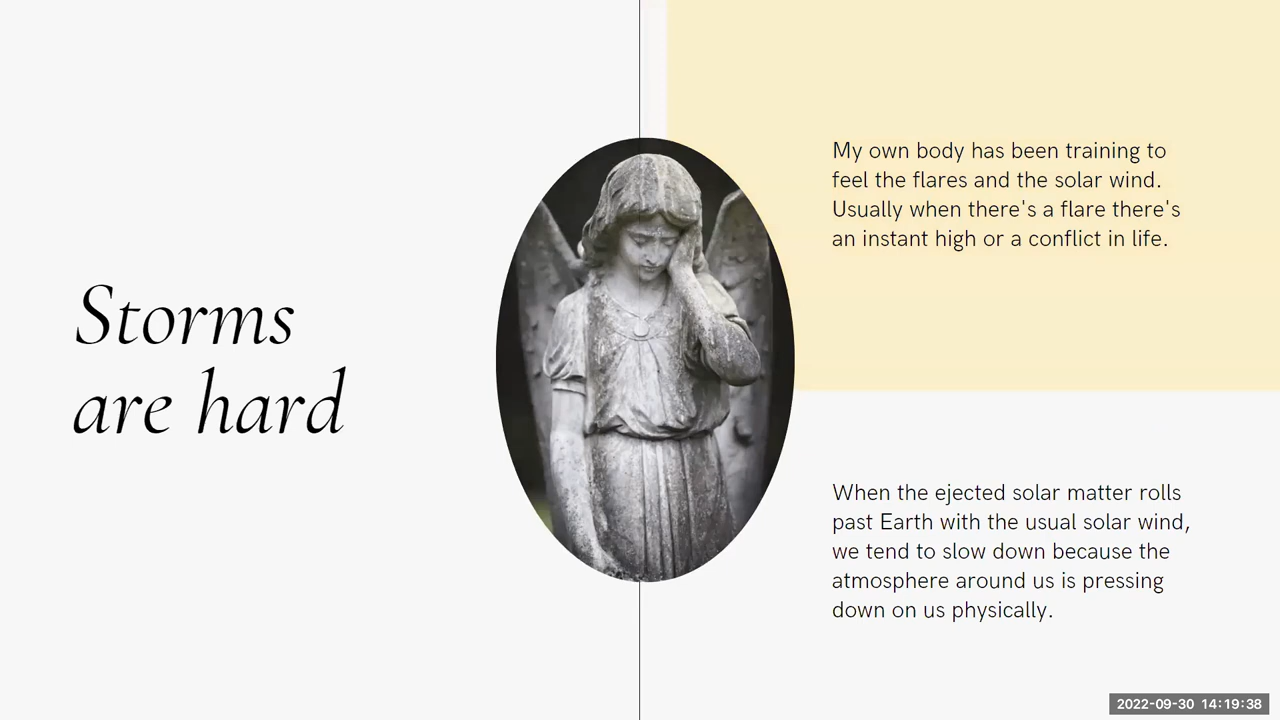 Storms
are hard
My own body has been training to
feel the flares and the solar wind.
Usually when there's a flare there's
an instant high or a conflict in life.
When the ejected solar matter rolls
past Earth with the usual solar wind,
we tend to slow down because the
atmosphere around us is pressing
down on us physically.
2022-09-30 14:19:38